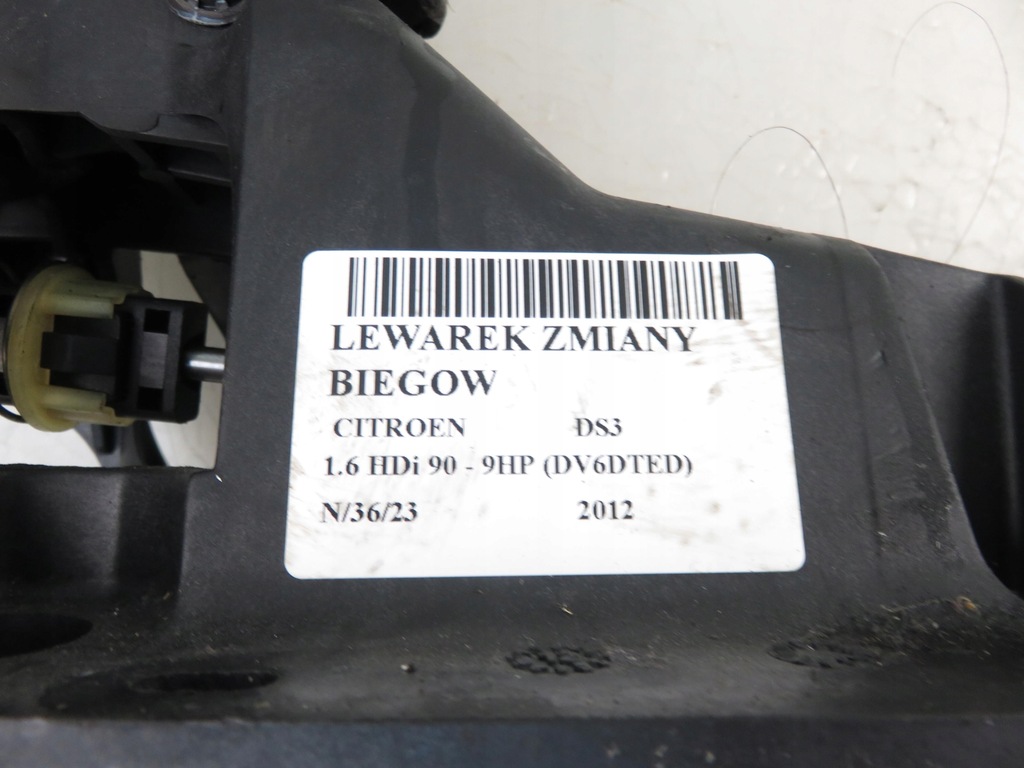 LEWAREK ZMIANY
BIEGOW
CITROEN DS3
1.6 HDi 90 - 9HP (DV6DTED)
N/36/23 2012